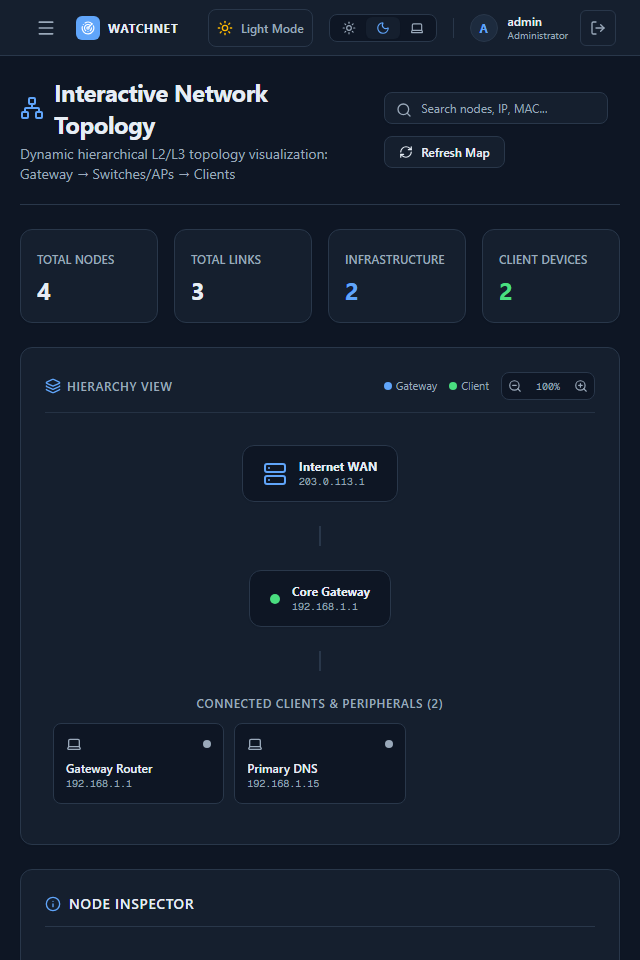 WATCHNET
Light Mode
A
admin
Administrator
Interactive Network
Topology
Dynamic hierarchical L2/L3 topology visualization:
Gateway → Switches/APs → Clients
Search nodes, IP, MAC...
Refresh Map
TOTAL NODES
4
TOTAL LINKS
3
INFRASTRUCTURE
2
CLIENT DEVICES
2
HIERARCHY VIEW
Gateway
Client
100%
Internet WAN
203.0.113.1
Core Gateway
192.168.1.1
CONNECTED CLIENTS & PERIPHERALS (2)
Gateway Router
192.168.1.1
Primary DNS
192.168.1.15
NODE INSPECTOR